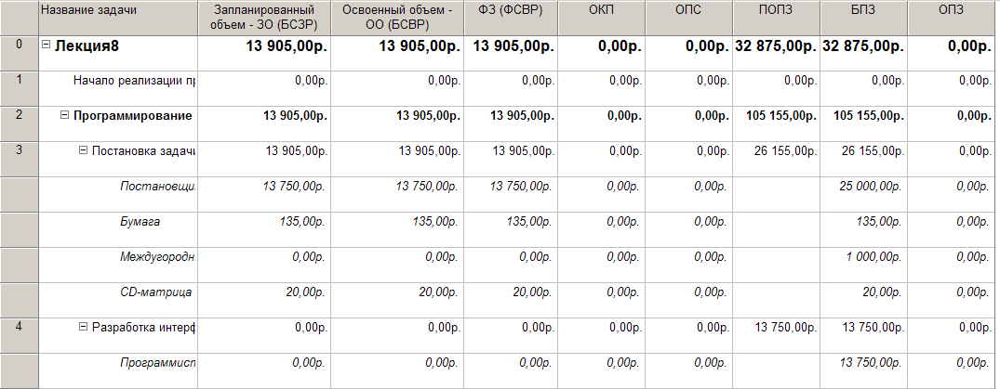 Название задачи Запланированный объем - ЗО (БСЗР) Освоенный объем - ОО (БСВР) ФЗ (ФСВР) ОКП ОПС ПОПЗ БПЗ ОПЗ
0 Лекция8 13 905,00р. 13 905,00р. 13 905,00р. 0,00р. 0,00р. 32 875,00р. 32 875,00р. 0,00р.
1 Начало реализации пр 0,00р. 0,00р. 0,00р. 0,00р. 0,00р. 0,00р. 0,00р. 0,00р.
2 Программирование 13 905,00р. 13 905,00р. 13 905,00р. 0,00р. 0,00р. 105 155,00р. 105 155,00р. 0,00р.
3 Постановка задачи 13 905,00р. 13 905,00р. 13 905,00р. 0,00р. 0,00р. 26 155,00р. 26 155,00р. 0,00р.
Постановщи 13 750,00р. 13 750,00р. 13 750,00р. 0,00р. 0,00р. 25 000,00р. 0,00р.
Бумага 135,00р. 135,00р. 135,00р. 0,00р. 0,00р. 135,00р. 0,00р.
Междугородн 0,00р. 0,00р. 0,00р. 0,00р. 0,00р. 1 000,00р. 0,00р.
CD-матрица 20,00р. 20,00р. 20,00р. 0,00р. 0,00р. 20,00р. 0,00р.
4 Разработка интерф 0,00р. 0,00р. 0,00р. 0,00р. 0,00р. 13 750,00р. 13 750,00р. 0,00р.
Программист 0,00р. 0,00р. 0,00р. 0,00р. 0,00р. 13 750,00р. 0,00р.